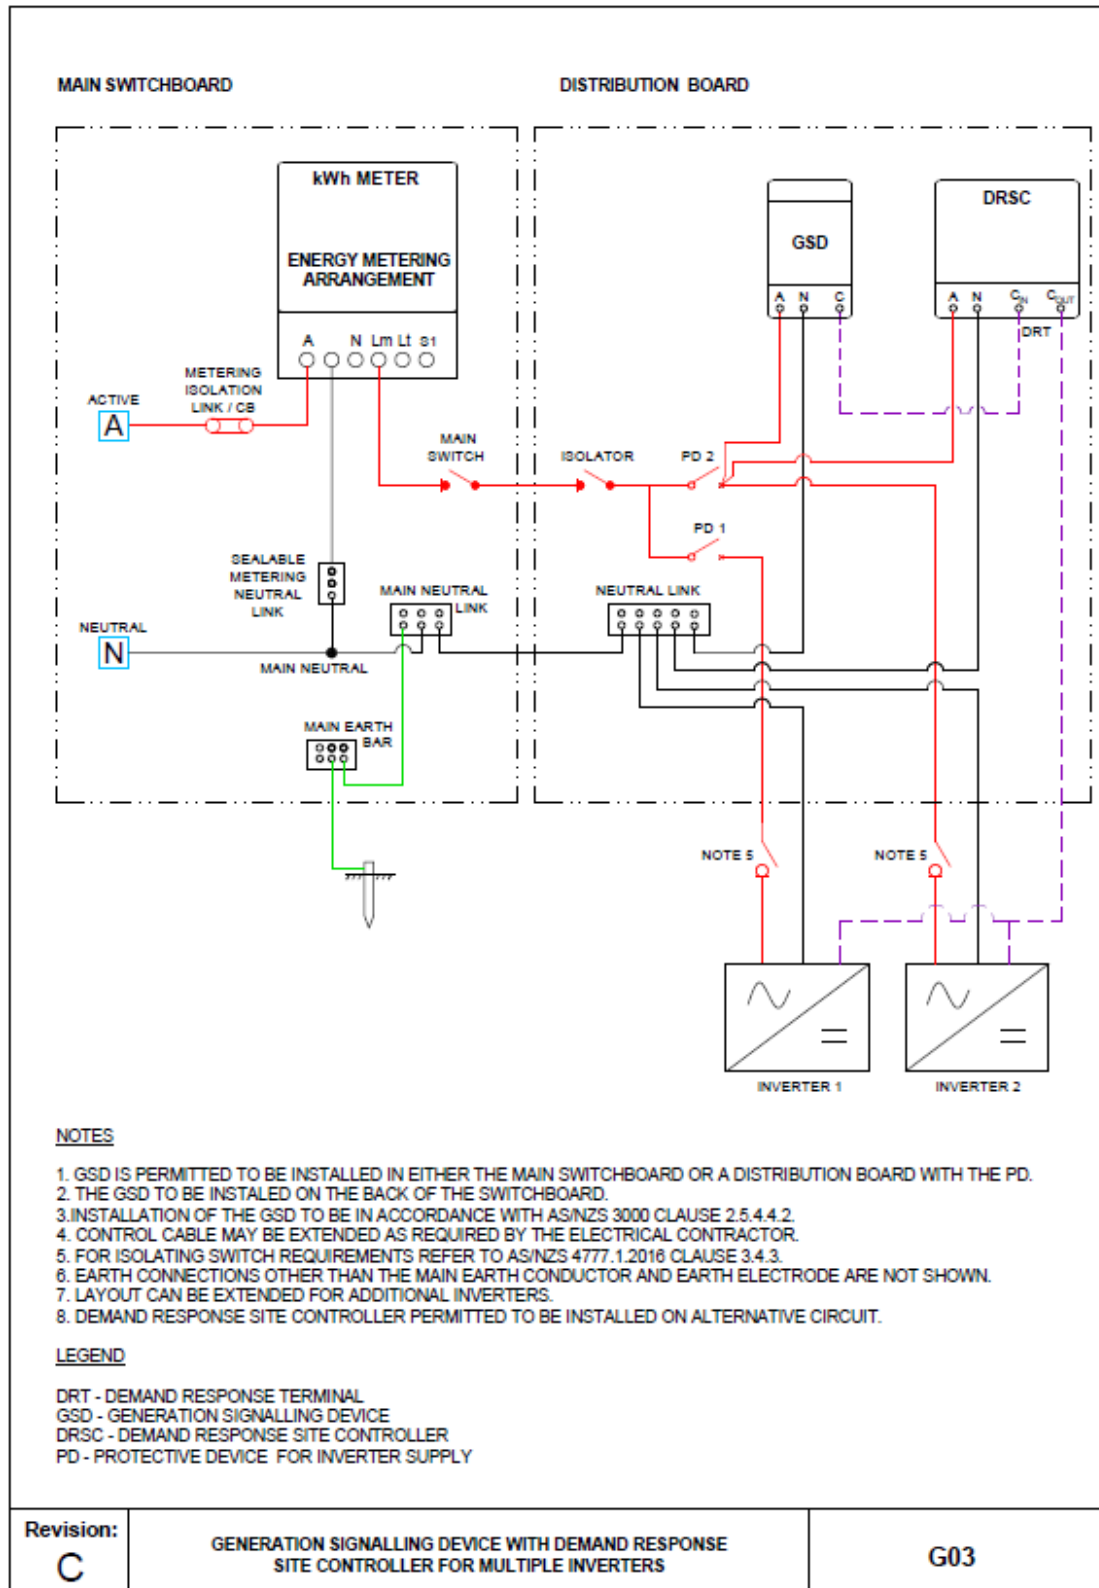 MAIN SWITCHBOARD
DISTRIBUTION BOARD
kWh METER
ENERGY METERING
ARRANGEMENT
A N Lm Lt S1
GSD
A N C
DRSC
A N CIN COUT
DRT
METERING
ISOLATION
LINK / CB
ACTIVE
A
MAIN
SWITCH
ISOLATOR
PD 2
PD 1
SEALABLE
METERING
NEUTRAL
LINK
MAIN NEUTRAL
LINK
NEUTRAL LINK
NEUTRAL
N
MAIN NEUTRAL
MAIN EARTH
BAR
NOTE 5
NOTE 5
INVERTER 1
INVERTER 2
NOTES
1. GSD IS PERMITTED TO BE INSTALLED IN EITHER THE MAIN SWITCHBOARD OR A DISTRIBUTION BOARD WITH THE PD.
2. THE GSD TO BE INSTALED ON THE BACK OF THE SWITCHBOARD.
3.INSTALLATION OF THE GSD TO BE IN ACCORDANCE WITH AS/NZS 3000 CLAUSE 2.5.4.4.2.
4. CONTROL CABLE MAY BE EXTENDED AS REQUIRED BY THE ELECTRICAL CONTRACTOR.
5. FOR ISOLATING SWITCH REQUIREMENTS REFER TO AS/NZS 4777.1.2016 CLAUSE 3.4.3.
6. EARTH CONNECTIONS OTHER THAN THE MAIN EARTH CONDUCTOR AND EARTH ELECTRODE ARE NOT SHOWN.
7. LAYOUT CAN BE EXTENDED FOR ADDITIONAL INVERTERS.
8. DEMAND RESPONSE SITE CONTROLLER PERMITTED TO BE INSTALLED ON ALTERNATIVE CIRCUIT.
LEGEND
DRT - DEMAND RESPONSE TERMINAL
GSD - GENERATION SIGNALLING DEVICE
DRSC - DEMAND RESPONSE SITE CONTROLLER
PD - PROTECTIVE DEVICE FOR INVERTER SUPPLY
Revision:
C
GENERATION SIGNALLING DEVICE WITH DEMAND RESPONSE
SITE CONTROLLER FOR MULTIPLE INVERTERS
G03